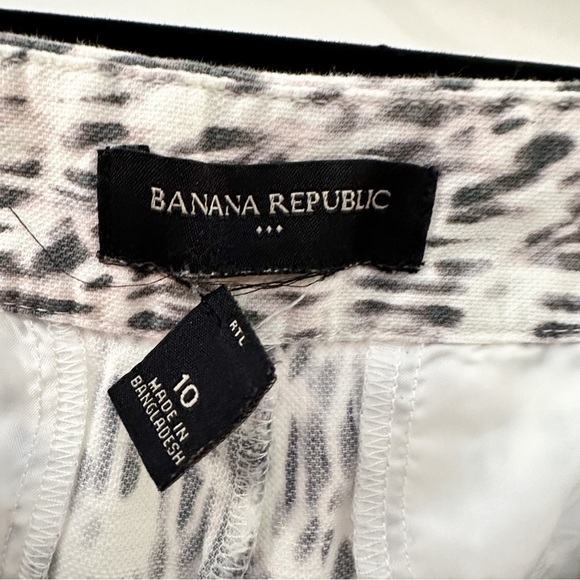 BANANA REPUBLIC
RTL
10
MADE IN
BANGLADESH